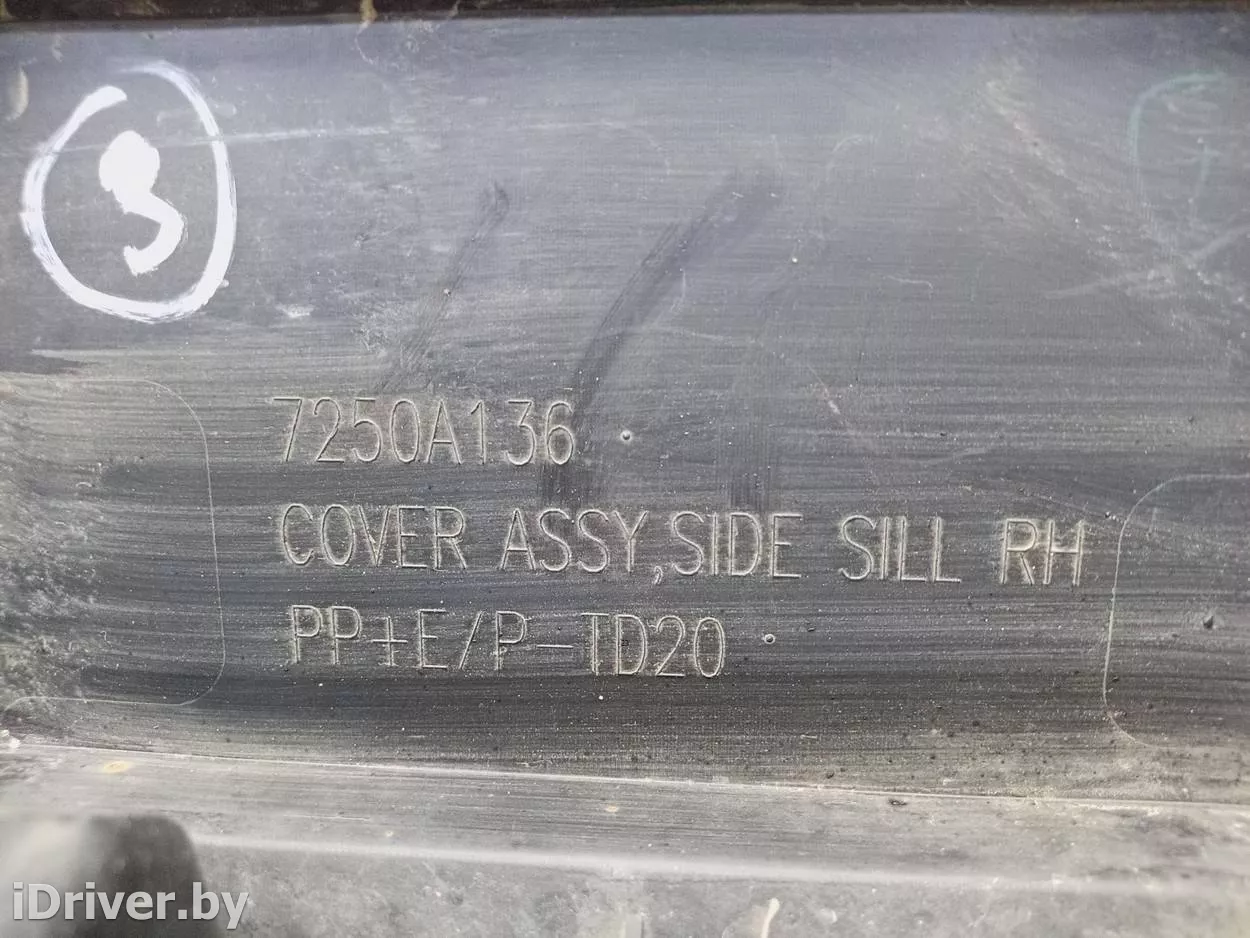 7250A136
COVER ASSY,SIDE SILL RH
PP+E/P-TD20
iDriver.by